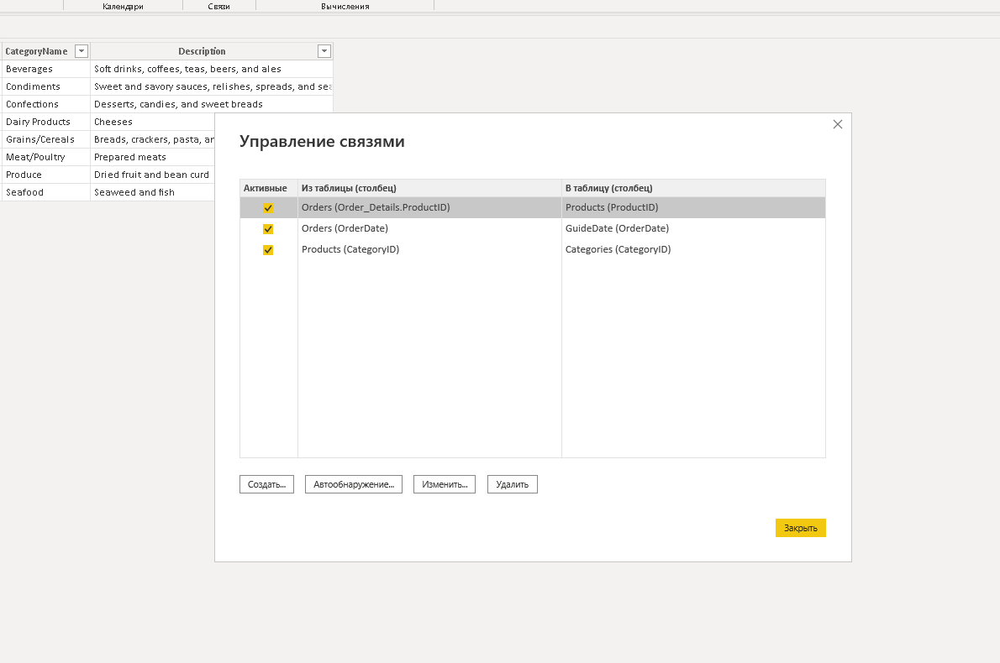 Календари Связи Вычисления
CategoryName Description
Beverages Soft drinks, coffees, teas, beers, and ales
Condiments Sweet and savory sauces, relishes, spreads, and sea
Confections Desserts, candies, and sweet breads
Dairy Products Cheeses
Grains/Cereals Breads, crackers, pasta, an
Meat/Poultry Prepared meats
Produce Dried fruit and bean curd
Seafood Seaweed and fish
Управление связями
Активные Из таблицы (столбец) В таблицу (столбец)
Orders (Order_Details.ProductID) Products (ProductID)
Orders (OrderDate) GuideDate (OrderDate)
Products (CategoryID) Categories (CategoryID)
Создать... Автообнаружение... Изменить... Удалить
Закрыть